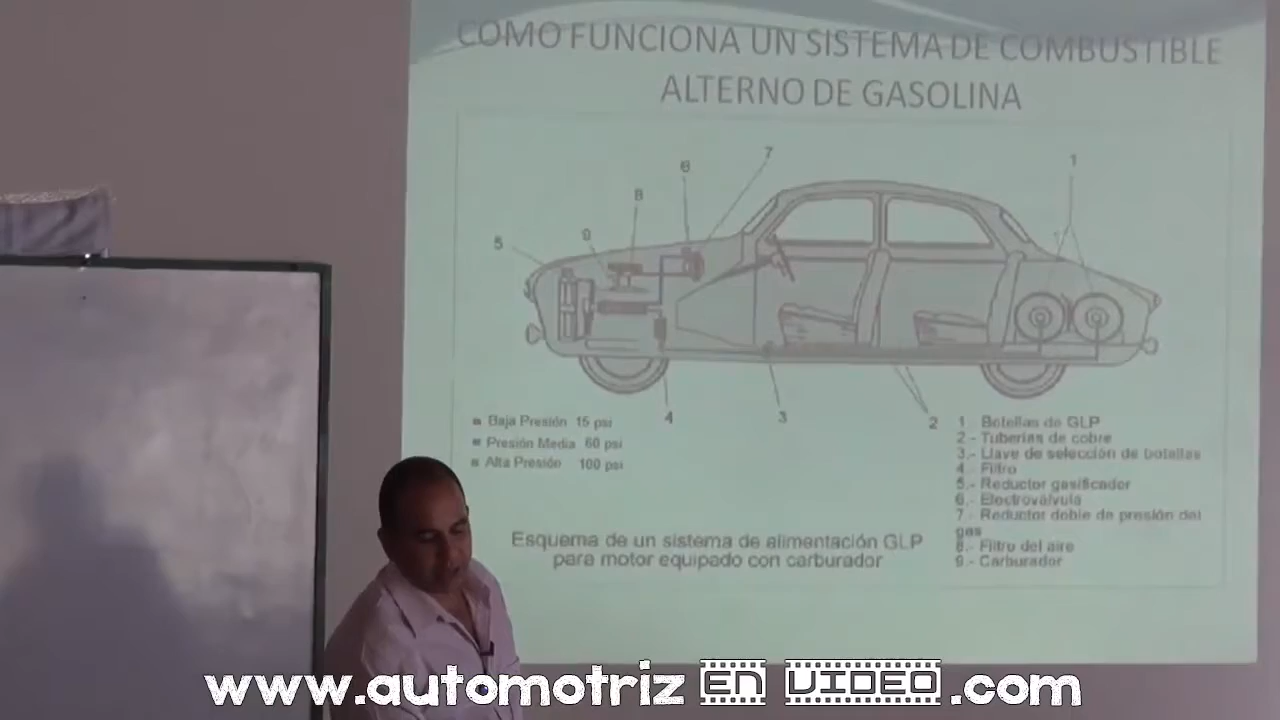 COMO FUNCIONA UN SISTEMA DE COMBUSTIBLE
ALTERNO DE GASOLINA
7
6
1
8
9
5
4
3
2
Baja Presión 15 psi
Presión Media 60 psi
Alta Presión 100 psi
1 Botellas de GLP
2.- Tuberías de cobre
3.- Llave de selección de botellas
4.- Filtro
5.- Reductor gasificador
6.- Electroválvula
7.- Reductor doble de presión del
gas
8.- Filtro del aire
9.- Carburador
Esquema de un sistema de alimentación GLP
para motor equipado con carburador
www.automotriz EN VIDEO .com